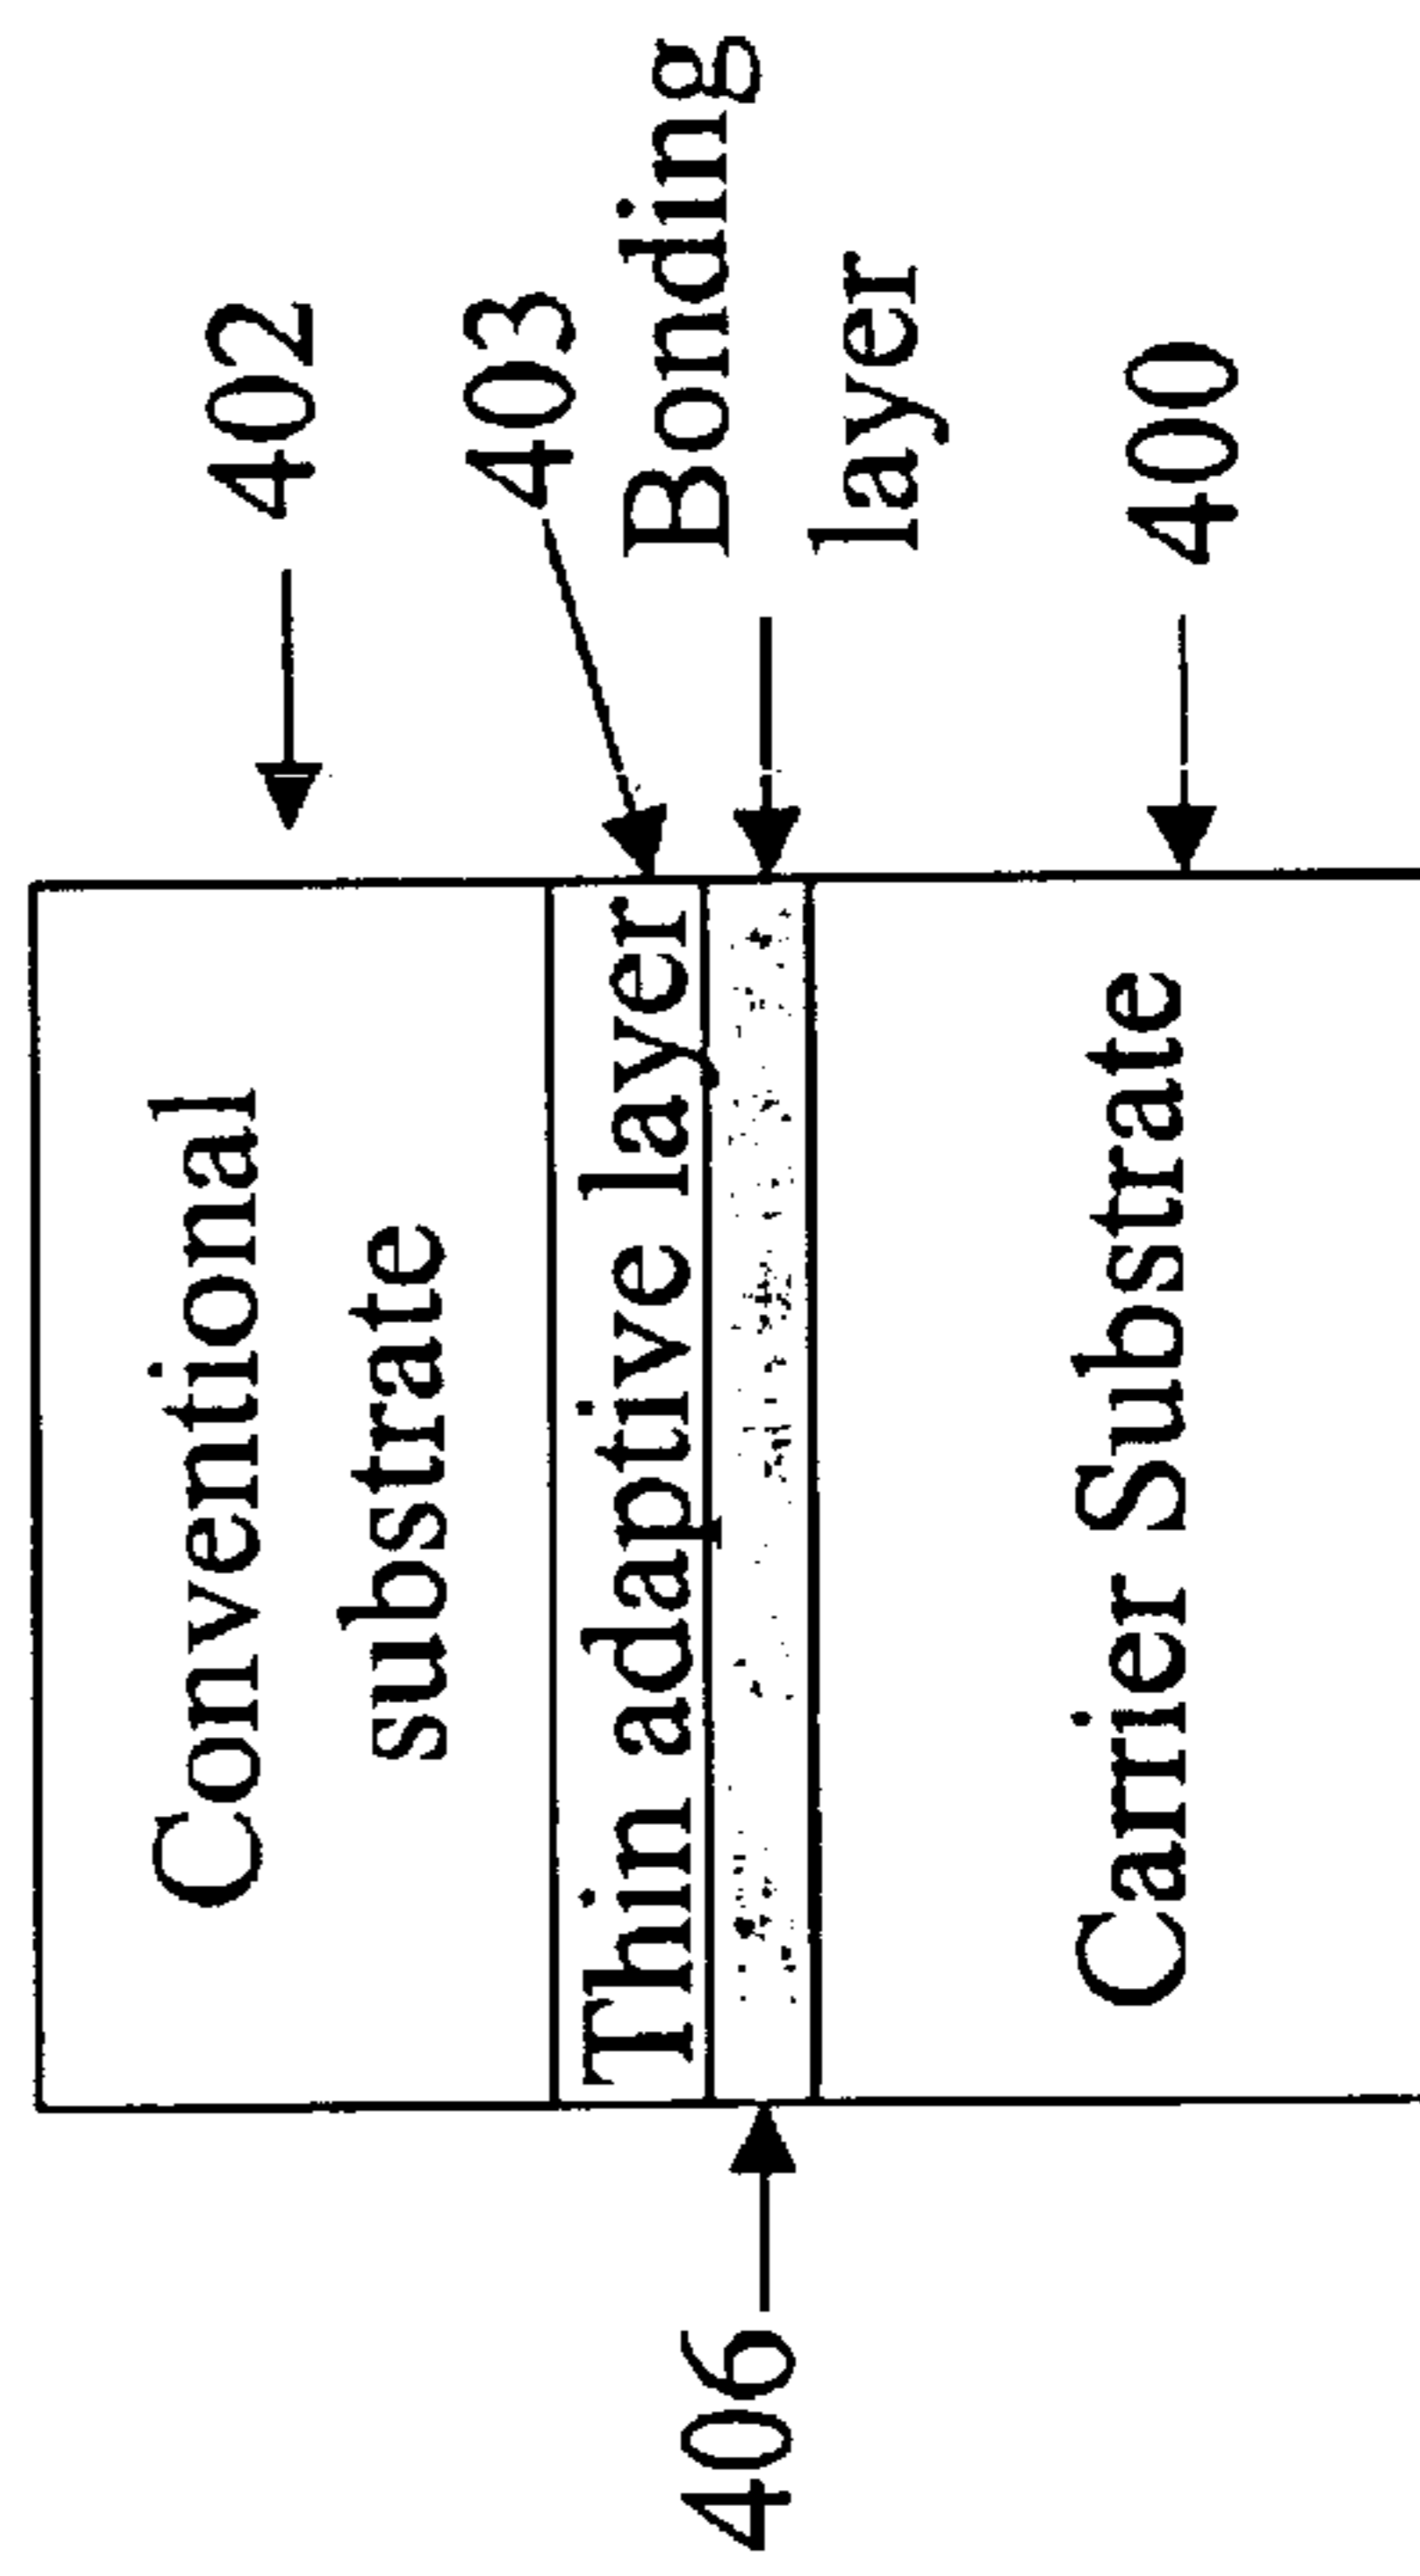 402
Conventional
substrate
403
Thin adaptive layer
Bonding
layer
406
Carrier Substrate
400